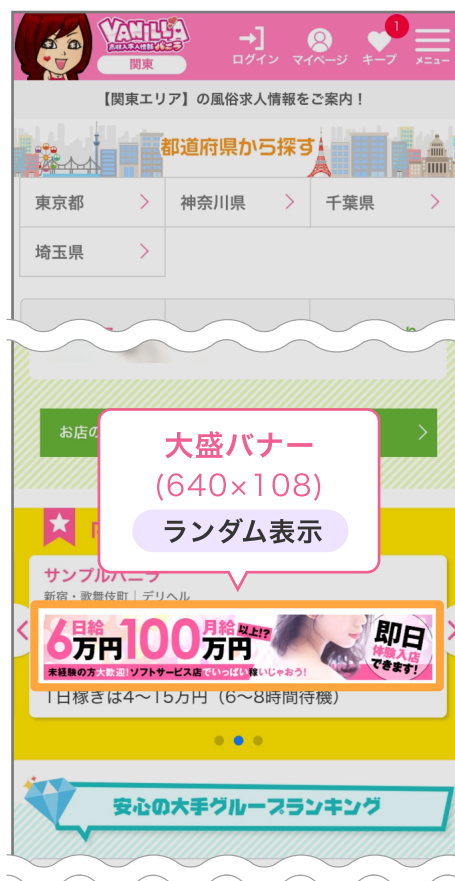 VANILLA
高収入求人情報 バニラ
関東
ログイン
マイページ
キープ
1
メニュー
【関東エリア】の風俗求人情報をご案内！
都道府県から探す
東京都
神奈川県
千葉県
埼玉県
お店の
大盛バナー
(640×108)
ランダム表示
サンプルバニラ
新宿・歌舞伎町｜デリヘル
日給
6万円
月給
100万円
以上!?
未経験の方大歓迎！ソフトサービス店でいっぱい稼いじゃおう！
即日
体験入店
できます！
1日稼ぎは4〜15万円（6〜8時間待機）
安心の大手グループランキング